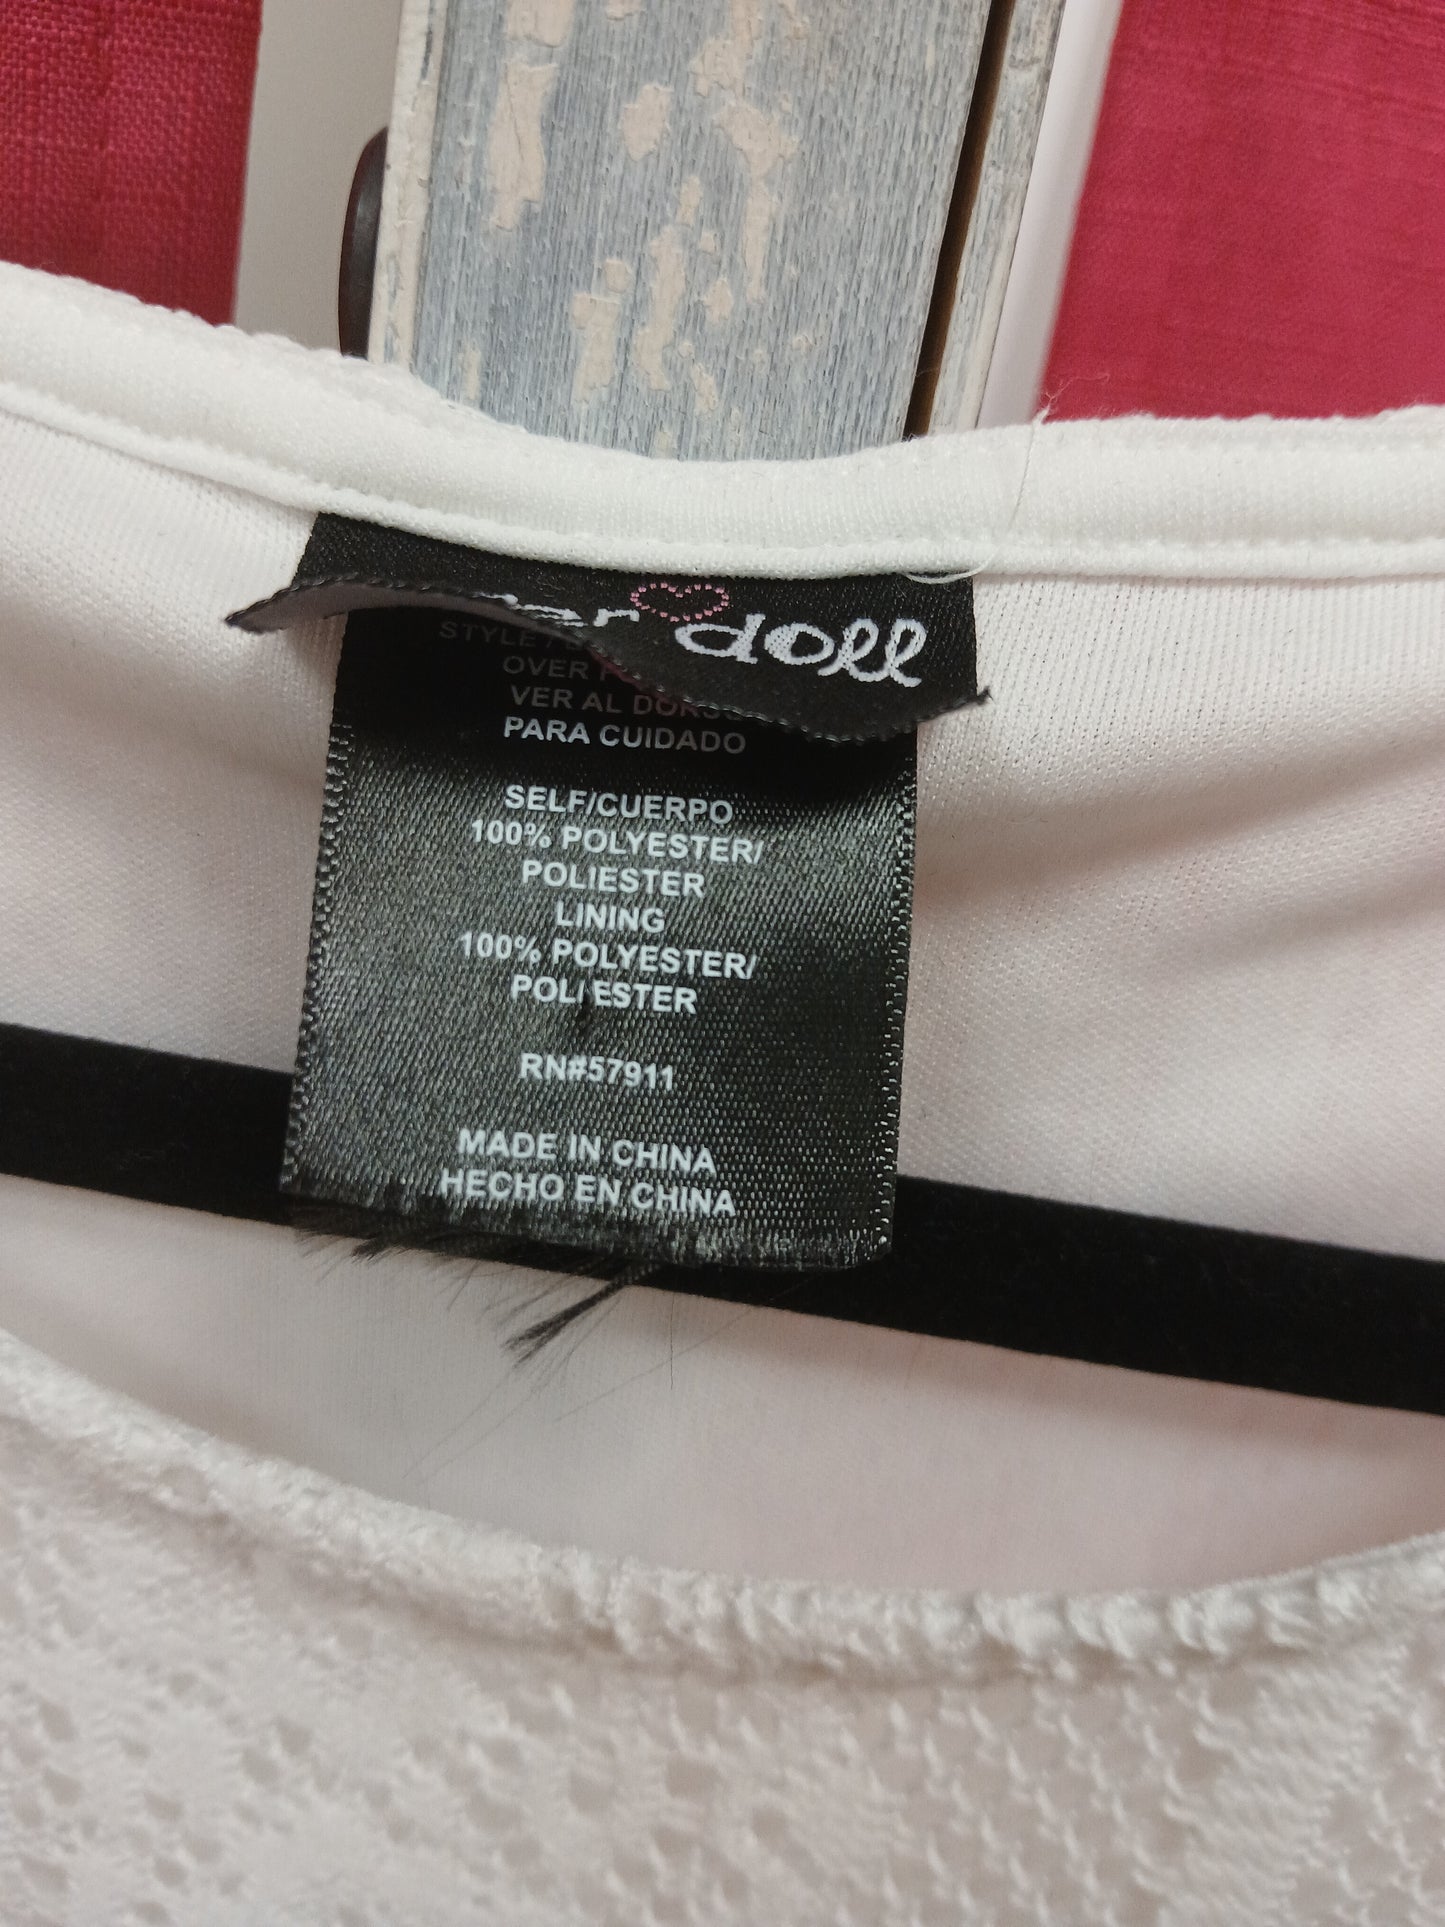 doll
STYLE /
OVER
VER AL DORSO
PARA CUIDADO
SELF/CUERPO
100% POLYESTER/
POLIESTER
LINING
100% POLYESTER/
POLIESTER
RN#57911
MADE IN CHINA
HECHO EN CHINA